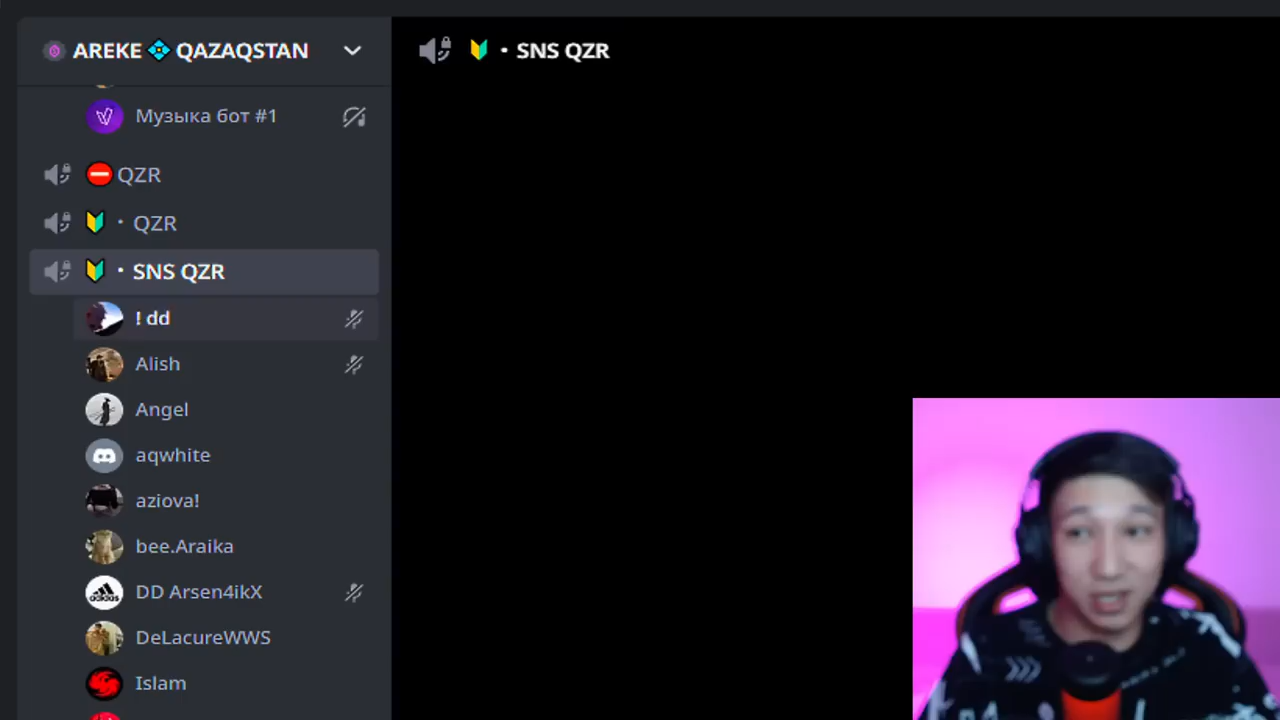 AREKE 💠 QAZAQSTAN
🔰 • SNS QZR
Музыка бот #1
⛔ QZR
🔰 • QZR
🔰 • SNS QZR
! dd
Alish
Angel
aqwhite
aziova!
bee.Araika
DD Arsen4ikX
DeLacureWWS
Islam